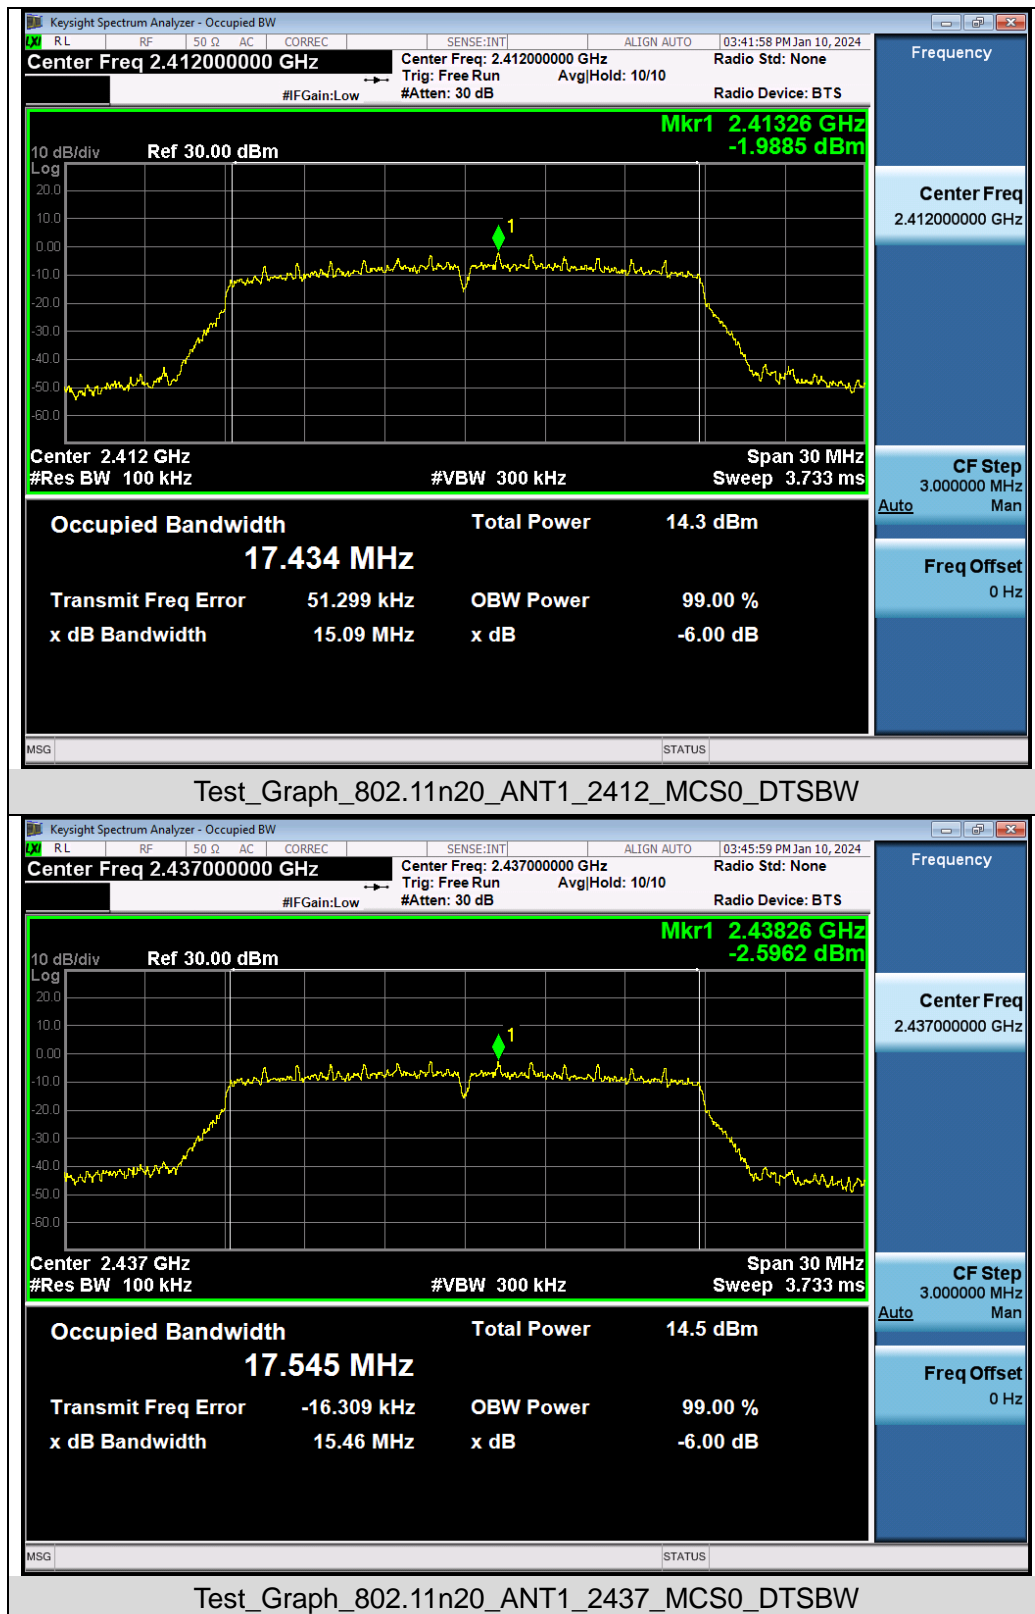 Keysight Spectrum Analyzer - Occupied BW
LXI RL RF 50 Ω AC CORREC SENSE:INT ALIGN AUTO 03:41:58 PM Jan 10, 2024
Center Freq 2.412000000 GHz
Center Freq: 2.412000000 GHz
Radio Std: None
Trig: Free Run Avg|Hold: 10/10
#IFGain:Low
#Atten: 30 dB
Radio Device: BTS
Frequency
Mkr1 2.41326 GHz
-1.9885 dBm
10 dB/div Ref 30.00 dBm
Log
20.0
10.0
0.00
-10.0
-20.0
-30.0
-40.0
-50.0
-60.0
1
Center Freq
2.412000000 GHz
Center 2.412 GHz Span 30 MHz
#Res BW 100 kHz #VBW 300 kHz Sweep 3.733 ms
CF Step
3.000000 MHz
Auto Man
Freq Offset
0 Hz
Occupied Bandwidth Total Power 14.3 dBm
17.434 MHz
Transmit Freq Error 51.299 kHz OBW Power 99.00 %
x dB Bandwidth 15.09 MHz x dB -6.00 dB
MSG STATUS
Test_Graph_802.11n20_ANT1_2412_MCS0_DTSBW
Keysight Spectrum Analyzer - Occupied BW
LXI RL RF 50 Ω AC CORREC SENSE:INT ALIGN AUTO 03:45:59 PM Jan 10, 2024
Center Freq 2.437000000 GHz
Center Freq: 2.437000000 GHz
Radio Std: None
Trig: Free Run Avg|Hold: 10/10
#IFGain:Low
#Atten: 30 dB
Radio Device: BTS
Frequency
Mkr1 2.43826 GHz
-2.5962 dBm
10 dB/div Ref 30.00 dBm
Log
20.0
10.0
0.00
-10.0
-20.0
-30.0
-40.0
-50.0
-60.0
1
Center Freq
2.437000000 GHz
Center 2.437 GHz Span 30 MHz
#Res BW 100 kHz #VBW 300 kHz Sweep 3.733 ms
CF Step
3.000000 MHz
Auto Man
Freq Offset
0 Hz
Occupied Bandwidth Total Power 14.5 dBm
17.545 MHz
Transmit Freq Error -16.309 kHz OBW Power 99.00 %
x dB Bandwidth 15.46 MHz x dB -6.00 dB
MSG STATUS
Test_Graph_802.11n20_ANT1_2437_MCS0_DTSBW